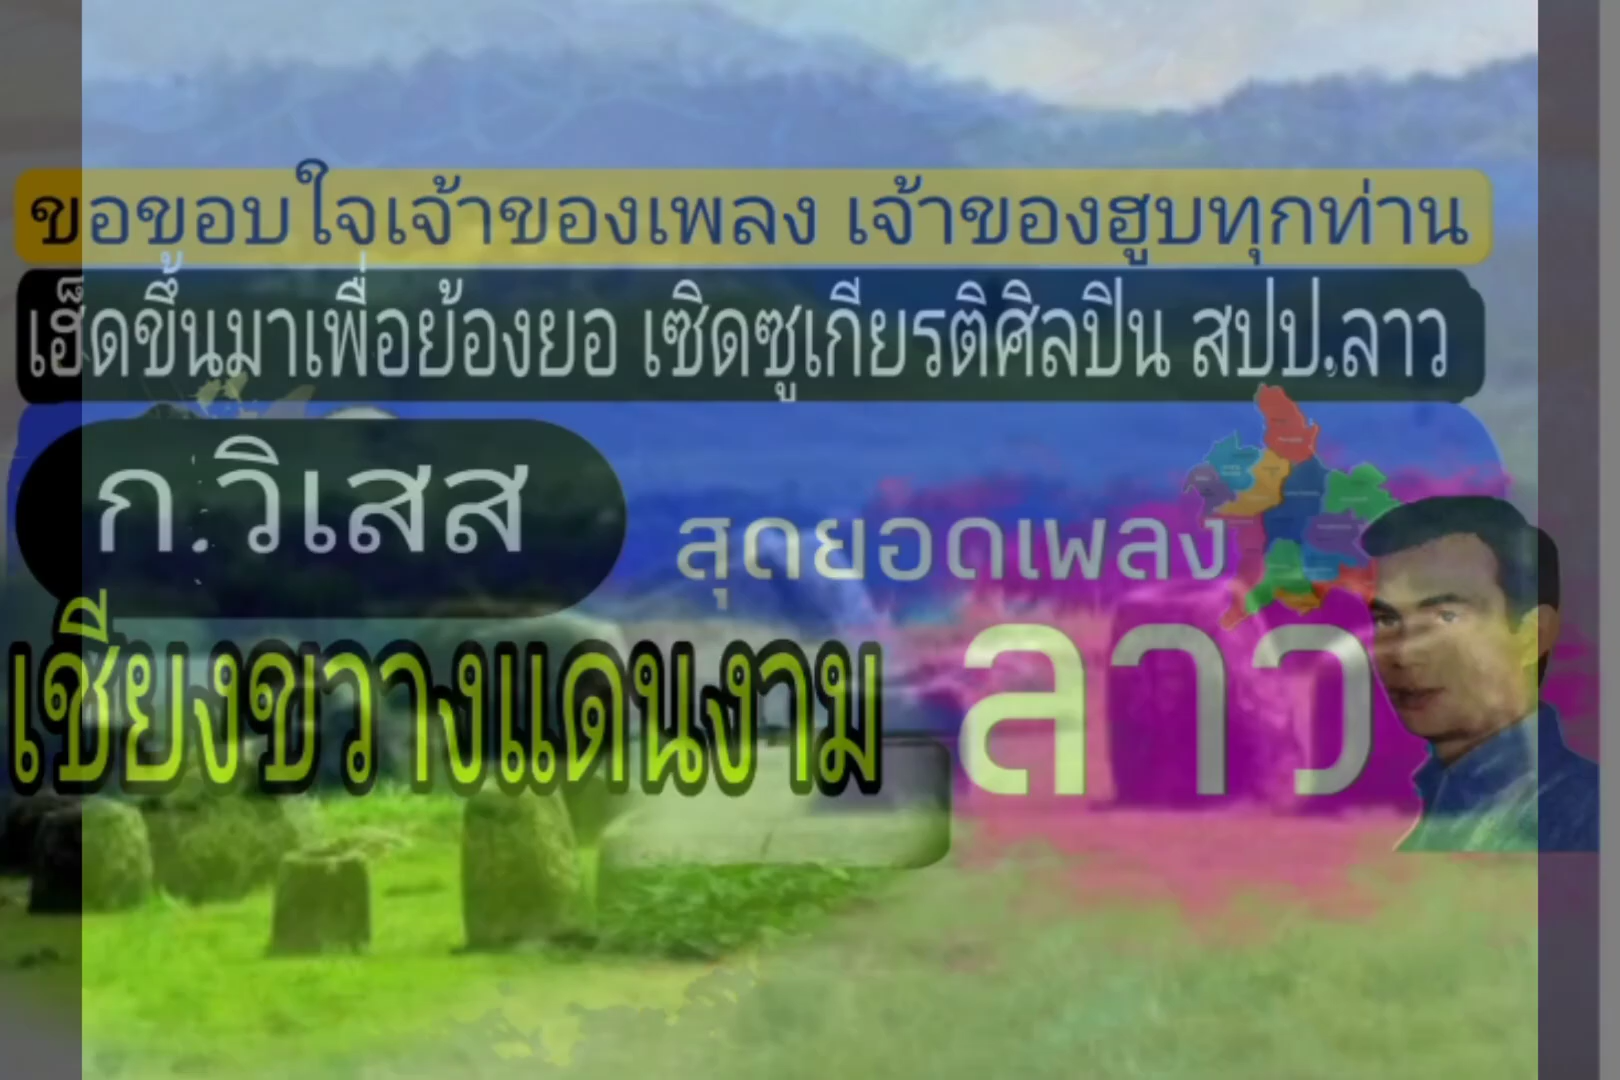 ขอขอบใจเจ้าของเพลง เจ้าของฮูบทุกท่าน
เฮ็ดขึ้นมาเพื่อย้องยอ เซิดซูเกียรติศิลปิน สปป.ลาว
ก.วิเสส
สุดยอดเพลง
ลาว
เชียงขวางแดนงาม